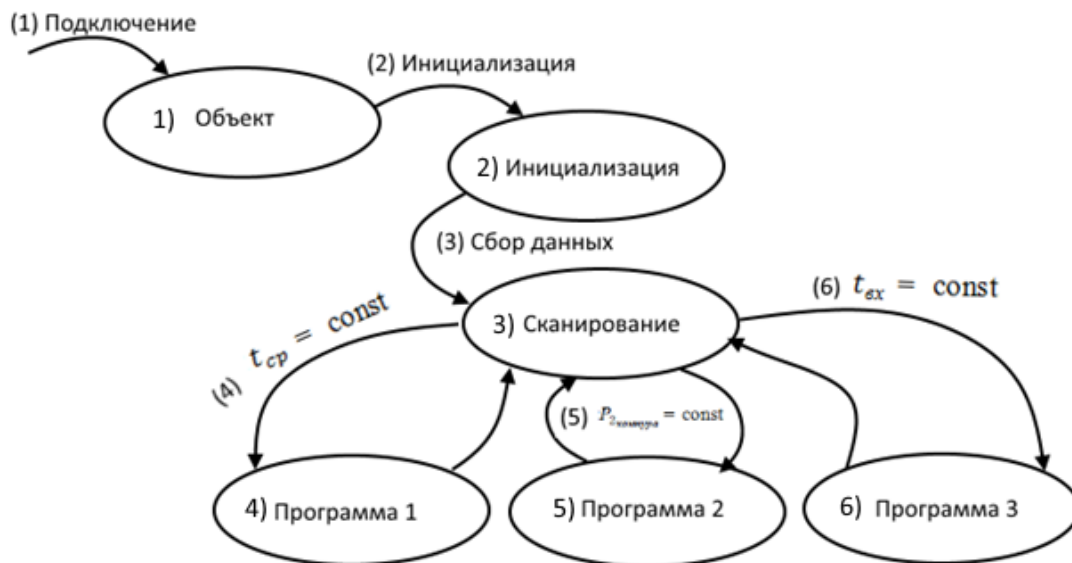 (1) Подключение
(2) Инициализация
1) Объект
2) Инициализация
(3) Сбор данных
(4) t_ср = const
3) Сканирование
(6) t_вх = const
(5) P_2контура = const
4) Программа 1
5) Программа 2
6) Программа 3